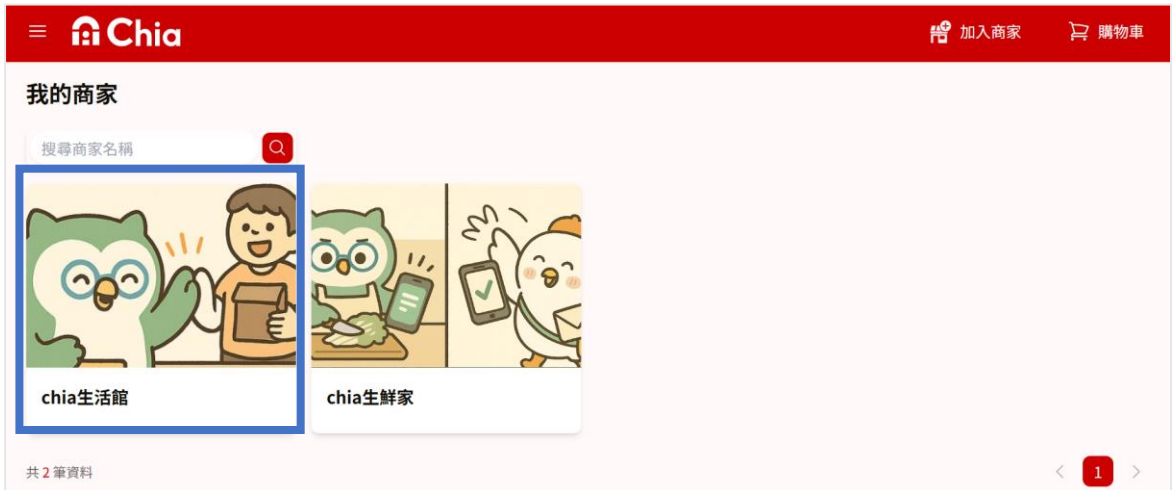 Chia
加入商家
購物車
我的商家
搜尋商家名稱
chia生活館
chia生鮮家
共 2 筆資料
< 1 >